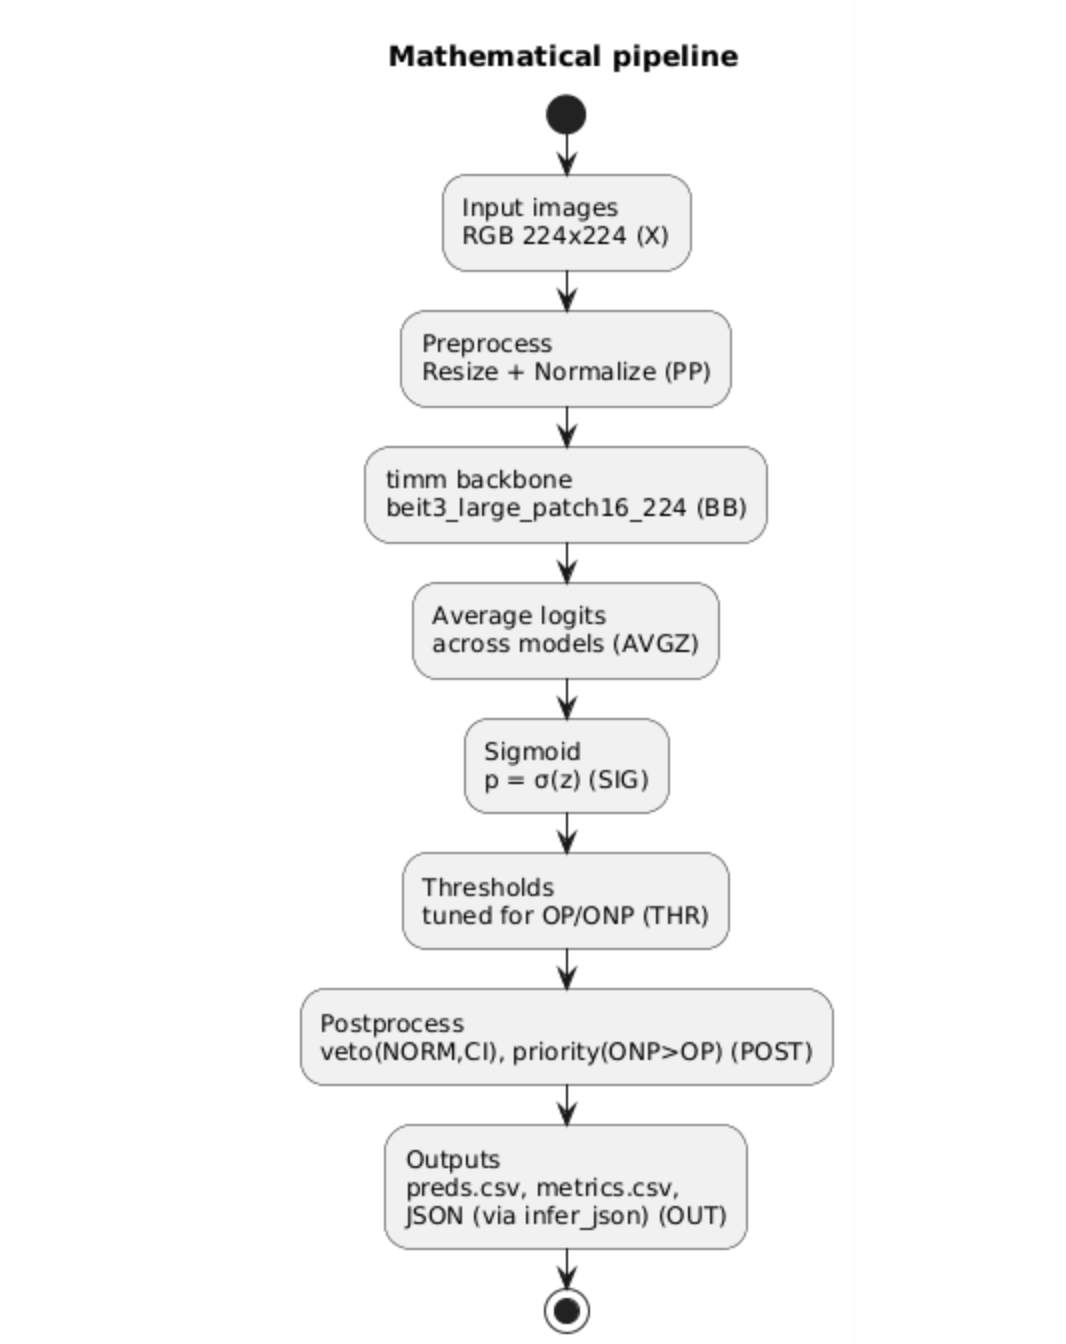 Mathematical pipeline
Input images
RGB 224x224 (X)
Preprocess
Resize + Normalize (PP)
timm backbone
beit3_large_patch16_224 (BB)
Average logits
across models (AVGZ)
Sigmoid
p = σ(z) (SIG)
Thresholds
tuned for OP/ONP (THR)
Postprocess
veto(NORM,CI), priority(ONP>OP) (POST)
Outputs
preds.csv, metrics.csv,
JSON (via infer_json) (OUT)